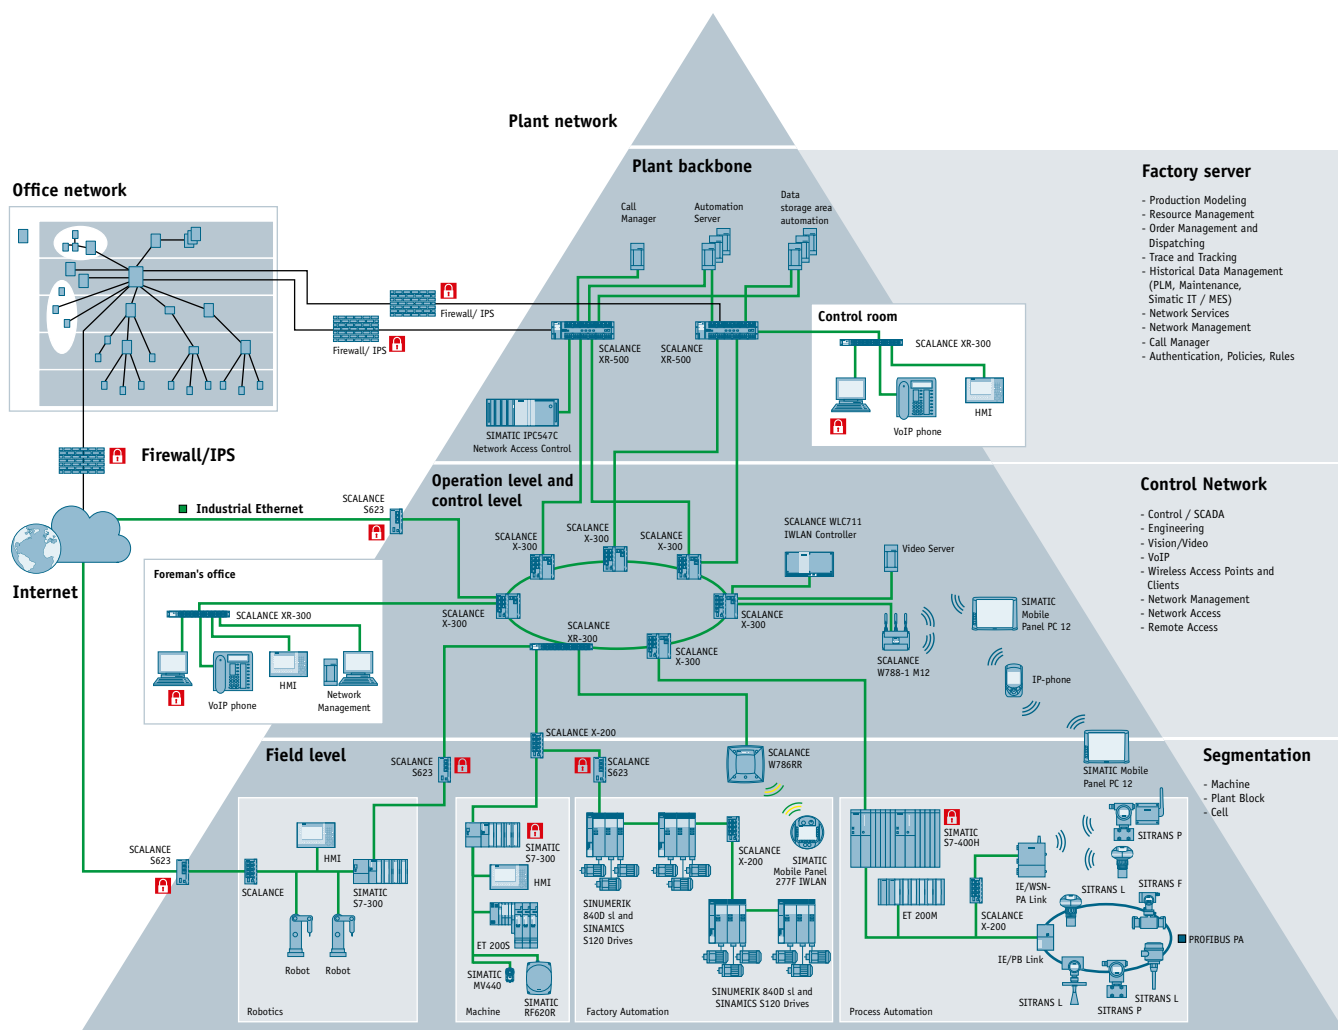 Plant network
Plant backbone
Office network
Call
Manager
Automation
Server
Data
storage area
automation
Factory server
- Production Modeling
- Resource Management
- Order Management and
Dispatching
- Trace and Tracking
- Historical Data Management
(PLM, Maintenance,
Simatic IT / MES)
- Network Services
- Network Management
- Call Manager
- Authentication, Policies, Rules
Firewall/ IPS
Firewall/ IPS
SCALANCE
XR-500
SCALANCE
XR-500
Control room
SCALANCE XR-300
VoIP phone
HMI
SIMATIC IPC547C
Network Access Control
Firewall/IPS
Operation level and
control level
Industrial Ethernet
SCALANCE
S623
Internet
Control Network
- Control / SCADA
- Engineering
- Vision/Video
- VoIP
- Wireless Access Points and
Clients
- Network Management
- Network Access
- Remote Access
SCALANCE
X-300
SCALANCE
X-300
SCALANCE
X-300
SCALANCE WLC711
IWLAN Controller
Video Server
Foreman's office
SCALANCE XR-300
VoIP phone
HMI
Network
Management
SCALANCE
X-300
SCALANCE
XR-300
SCALANCE
X-300
SCALANCE
X-300
SCALANCE
W788-1 M12
SIMATIC
Mobile
Panel PC 12
IP-phone
SIMATIC Mobile
Panel PC 12
Field level
SCALANCE X-200
SCALANCE
S623
SCALANCE
S623
SCALANCE
W786RR
Segmentation
- Machine
- Plant Block
- Cell
SCALANCE
S623
SCALANCE
HMI
SIMATIC
S7-300
Robot
Robot
Robotics
SIMATIC
S7-300
HMI
ET 200S
SIMATIC
MV440
SIMATIC
RF620R
Machine
SINUMERIK
840D sl and
SINAMICS
S120 Drives
SCALANCE
X-200
SIMATIC
Mobile Panel
277F IWLAN
SINUMERIK 840D sl and
SINAMICS S120 Drives
Factory Automation
SIMATIC
S7-400H
ET 200M
IE/WSN-
PA Link
SCALANCE
X-200
IE/PB Link
SITRANS P
SITRANS L
SITRANS F
PROFIBUS PA
SITRANS L
SITRANS P
SITRANS L
Process Automation